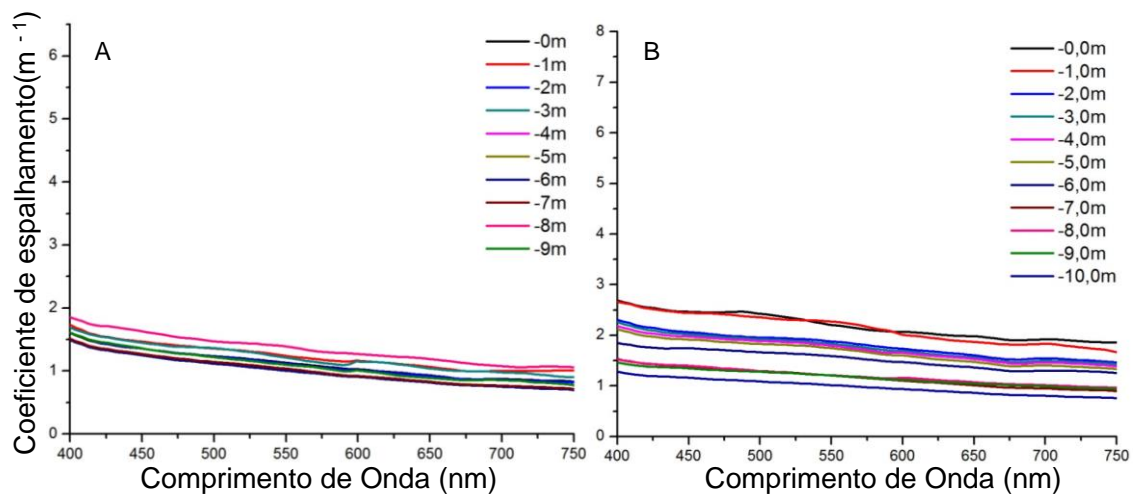 Coeficiente de espalhamento(m - 1)
A
6
5
4
3
2
1
0
400 450 500 550 600 650 700 750
Comprimento de Onda (nm)
-0m
-1m
-2m
-3m
-4m
-5m
-6m
-7m
-8m
-9m
B
8
7
6
5
4
3
2
1
0
400 450 500 550 600 650 700 750
Comprimento de Onda (nm)
-0,0m
-1,0m
-2,0m
-3,0m
-4,0m
-5,0m
-6,0m
-7,0m
-8,0m
-9,0m
-10,0m